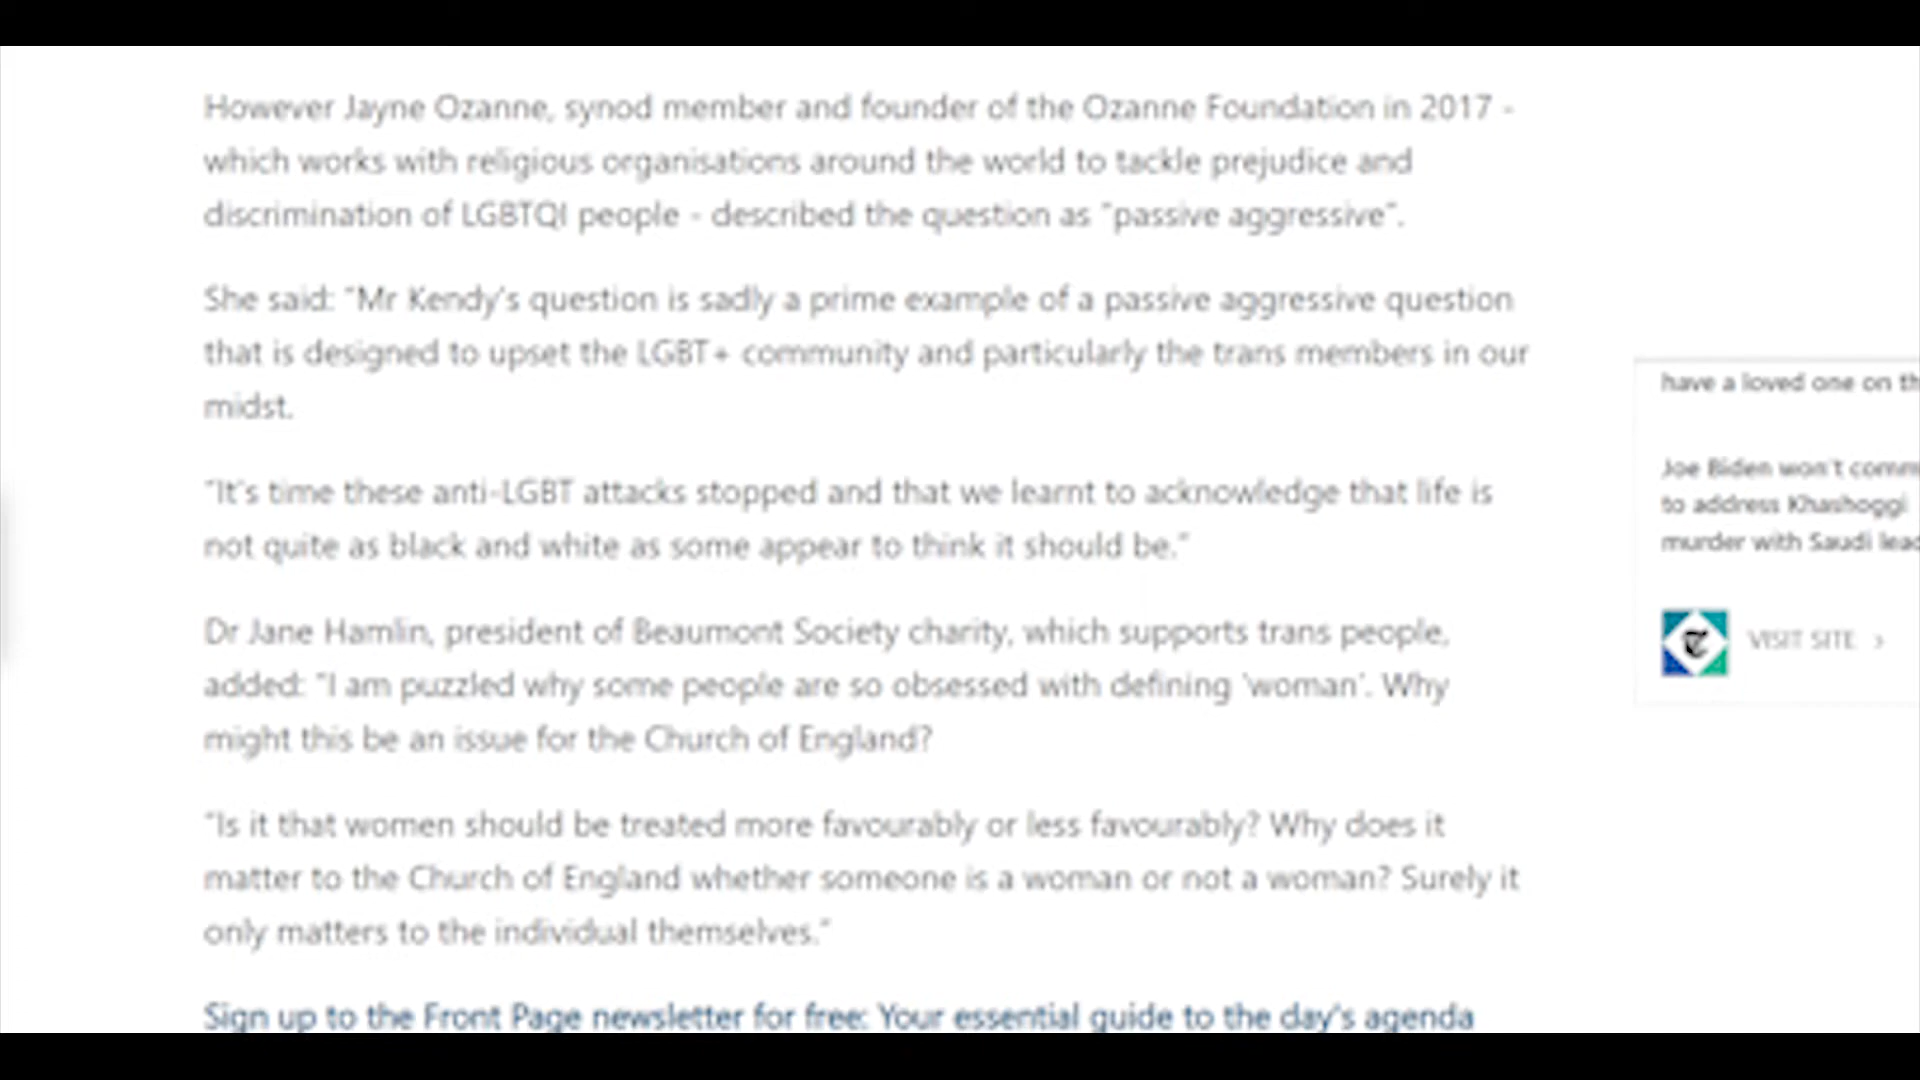 However Jayne Ozanne, synod member and founder of the Ozanne Foundation in 2017 -
which works with religious organisations around the world to tackle prejudice and
discrimination of LGBTQI people - described the question as "passive aggressive".
She said: "Mr Kendy's question is sadly a prime example of a passive aggressive question
that is designed to upset the LGBT+ community and particularly the trans members in our
midst.
"It's time these anti-LGBT attacks stopped and that we learnt to acknowledge that life is
not quite as black and white as some appear to think it should be."
Dr Jane Hamlin, president of Beaumont Society charity, which supports trans people,
added: "I am puzzled why some people are so obsessed with defining 'woman'. Why
might this be an issue for the Church of England?
"Is it that women should be treated more favourably or less favourably? Why does it
matter to the Church of England whether someone is a woman or not a woman? Surely it
only matters to the individual themselves."
Sign up to the Front Page newsletter for free: Your essential guide to the day's agenda
have a loved one on th
Joe Biden won't comm
to address Khashoggi
murder with Saudi lead
T VISIT SITE >